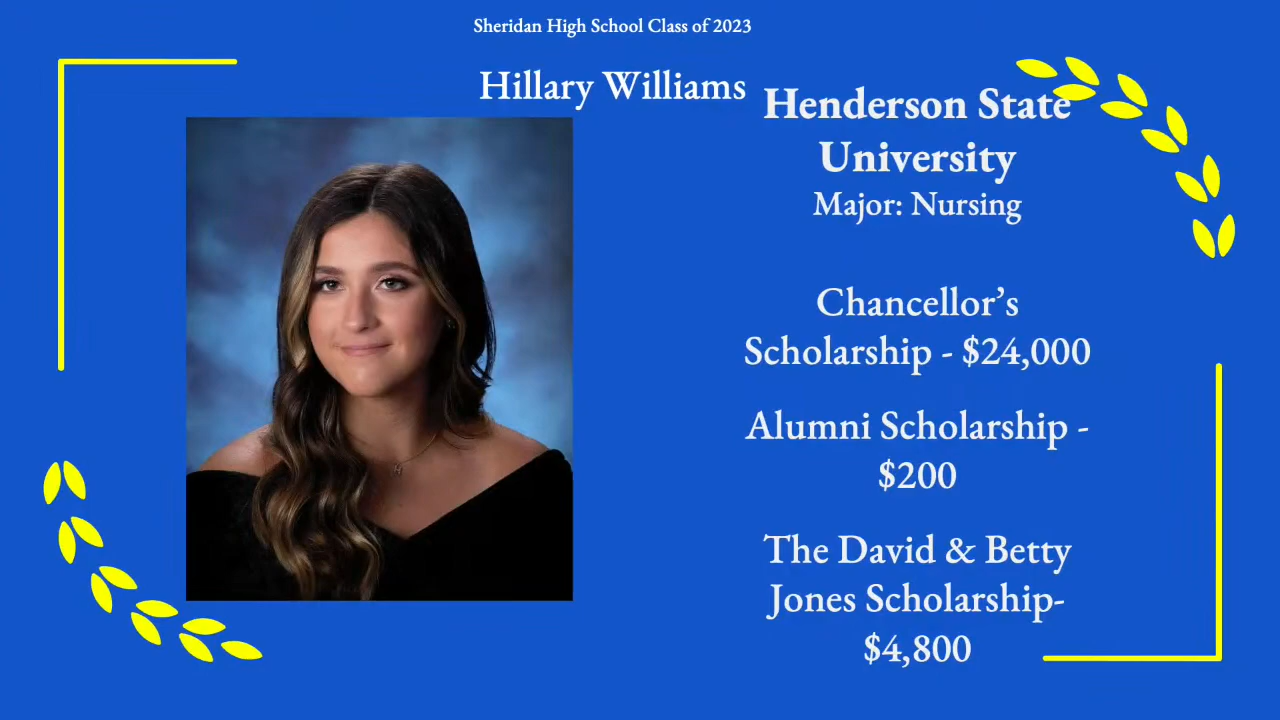 Sheridan High School Class of 2023
Hillary Williams
Henderson State
University
Major: Nursing
Chancellor’s
Scholarship - $24,000
Alumni Scholarship -
$200
The David & Betty
Jones Scholarship-
$4,800
H